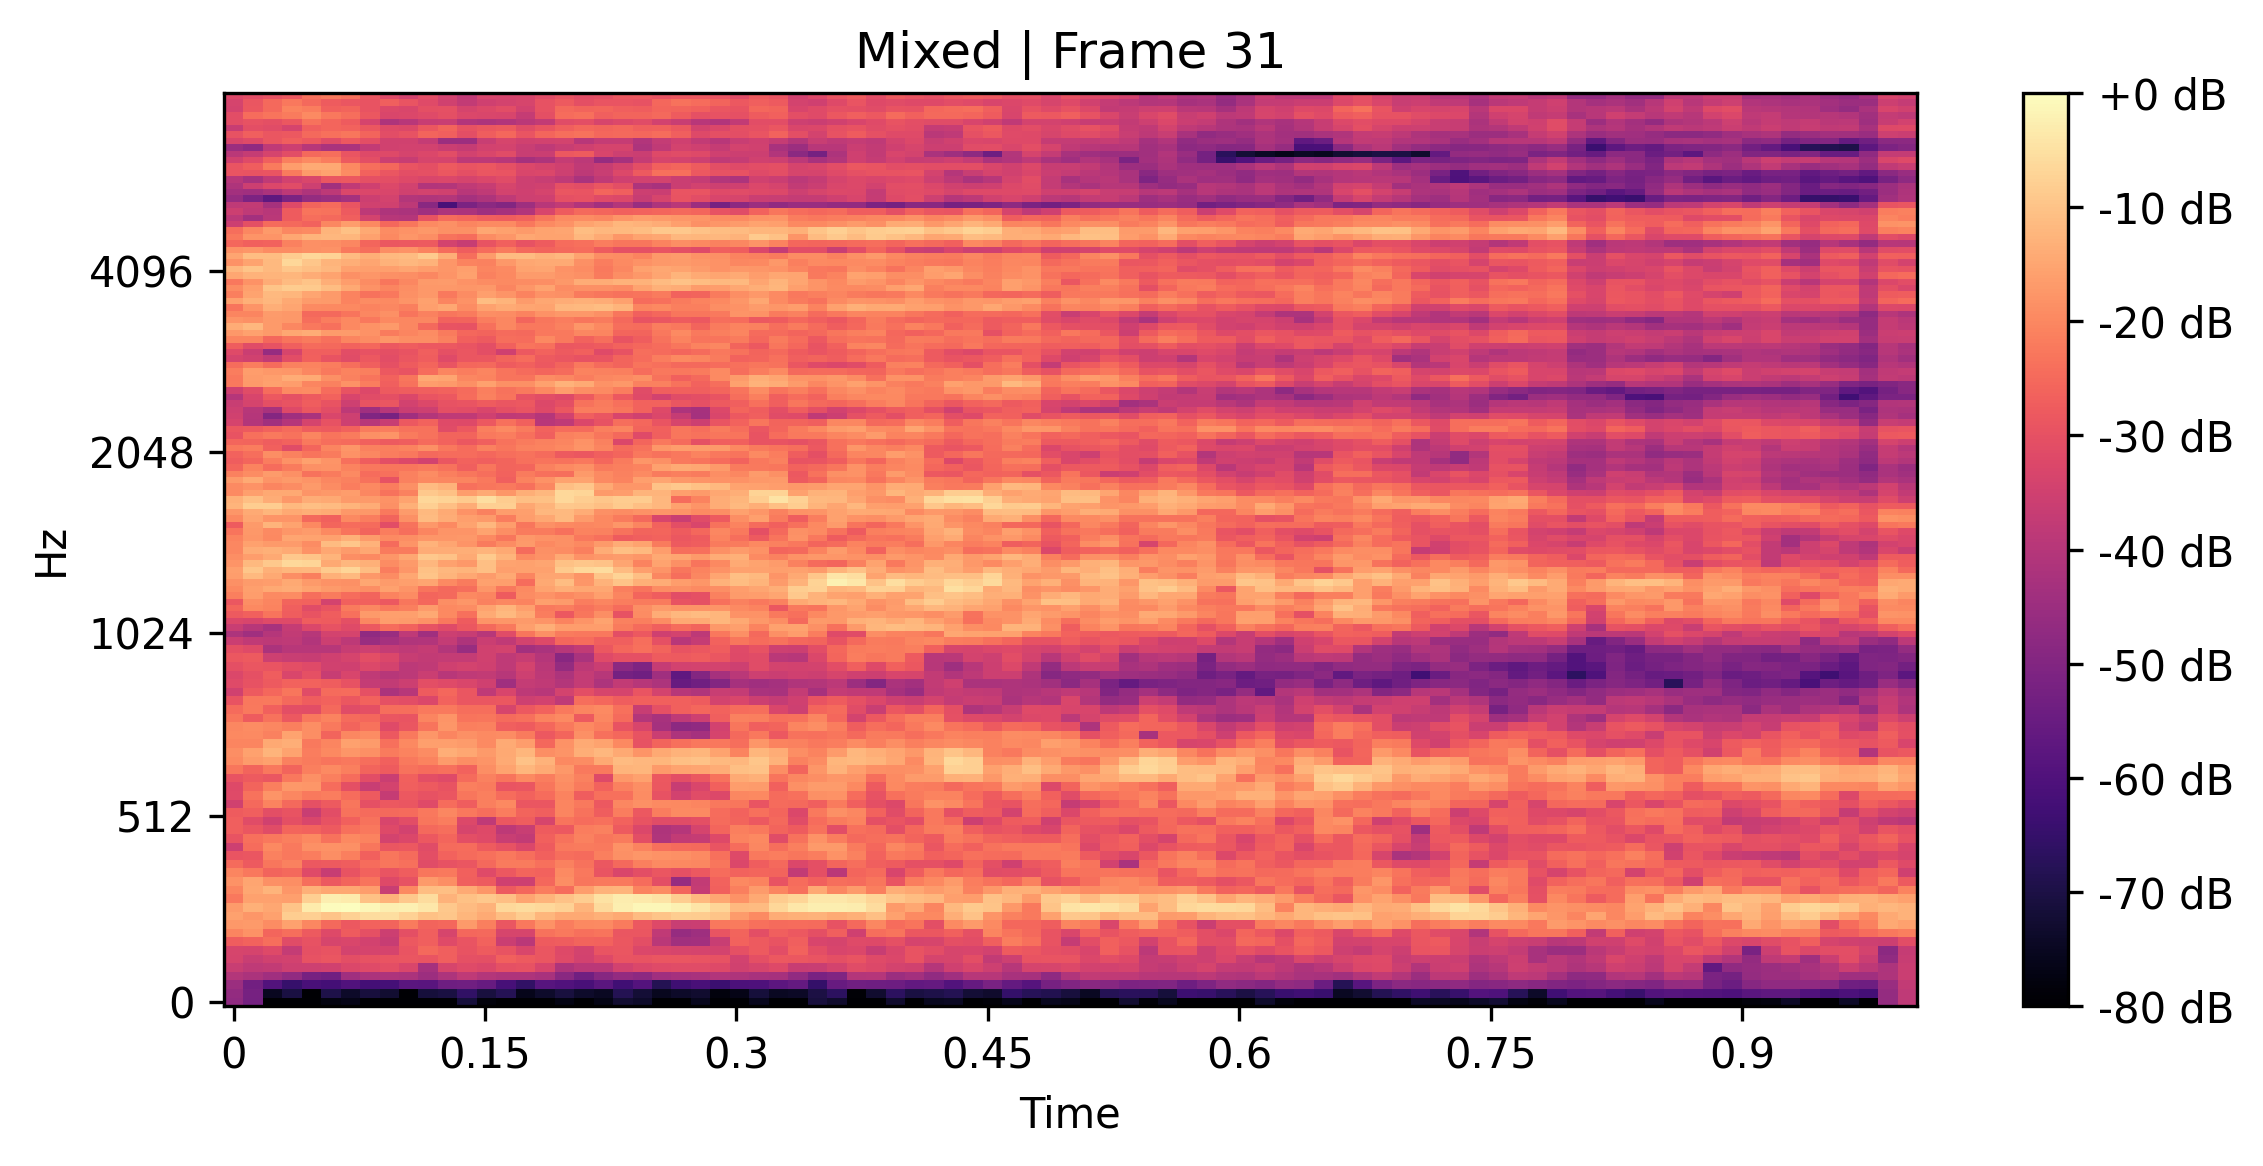 Mixed | Frame 31
Hz
4096
2048
1024
512
0
0 0.15 0.3 0.45 0.6 0.75 0.9
Time
+0 dB
-10 dB
-20 dB
-30 dB
-40 dB
-50 dB
-60 dB
-70 dB
-80 dB